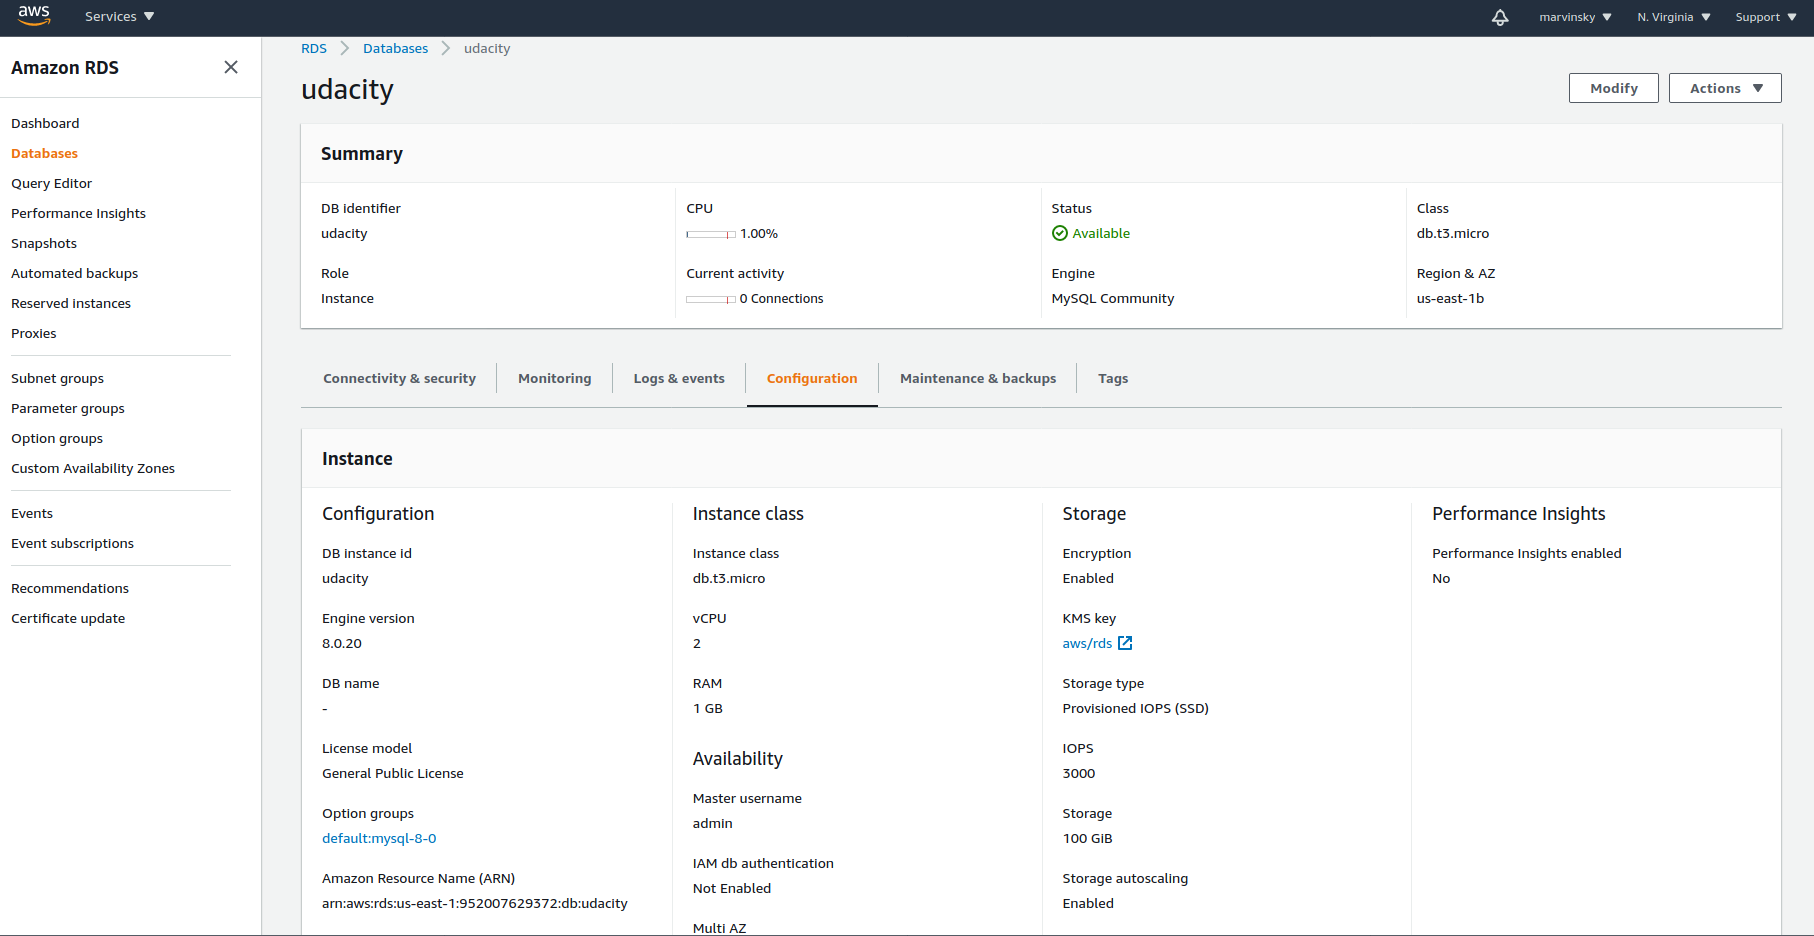 aws Services marvinsky N. Virginia Support
RDS Databases udacity
Amazon RDS
Dashboard
Databases
Query Editor
Performance Insights
Snapshots
Automated backups
Reserved instances
Proxies
Subnet groups
Parameter groups
Option groups
Custom Availability Zones
Events
Event subscriptions
Recommendations
Certificate update
udacity
Modify Actions
Summary
DB identifier
udacity
Role
Instance
CPU
1.00%
Current activity
0 Connections
Status
Available
Engine
MySQL Community
Class
db.t3.micro
Region & AZ
us-east-1b
Connectivity & security Monitoring Logs & events Configuration Maintenance & backups Tags
Instance
Configuration
DB instance id
udacity
Engine version
8.0.20
DB name
-
License model
General Public License
Option groups
default:mysql-8-0
Amazon Resource Name (ARN)
arn:aws:rds:us-east-1:952007629372:db:udacity
Instance class
Instance class
db.t3.micro
vCPU
2
RAM
1 GB
Availability
Master username
admin
IAM db authentication
Not Enabled
Multi AZ
Storage
Encryption
Enabled
KMS key
aws/rds
Storage type
Provisioned IOPS (SSD)
IOPS
3000
Storage
100 GiB
Storage autoscaling
Enabled
Performance Insights
Performance Insights enabled
No